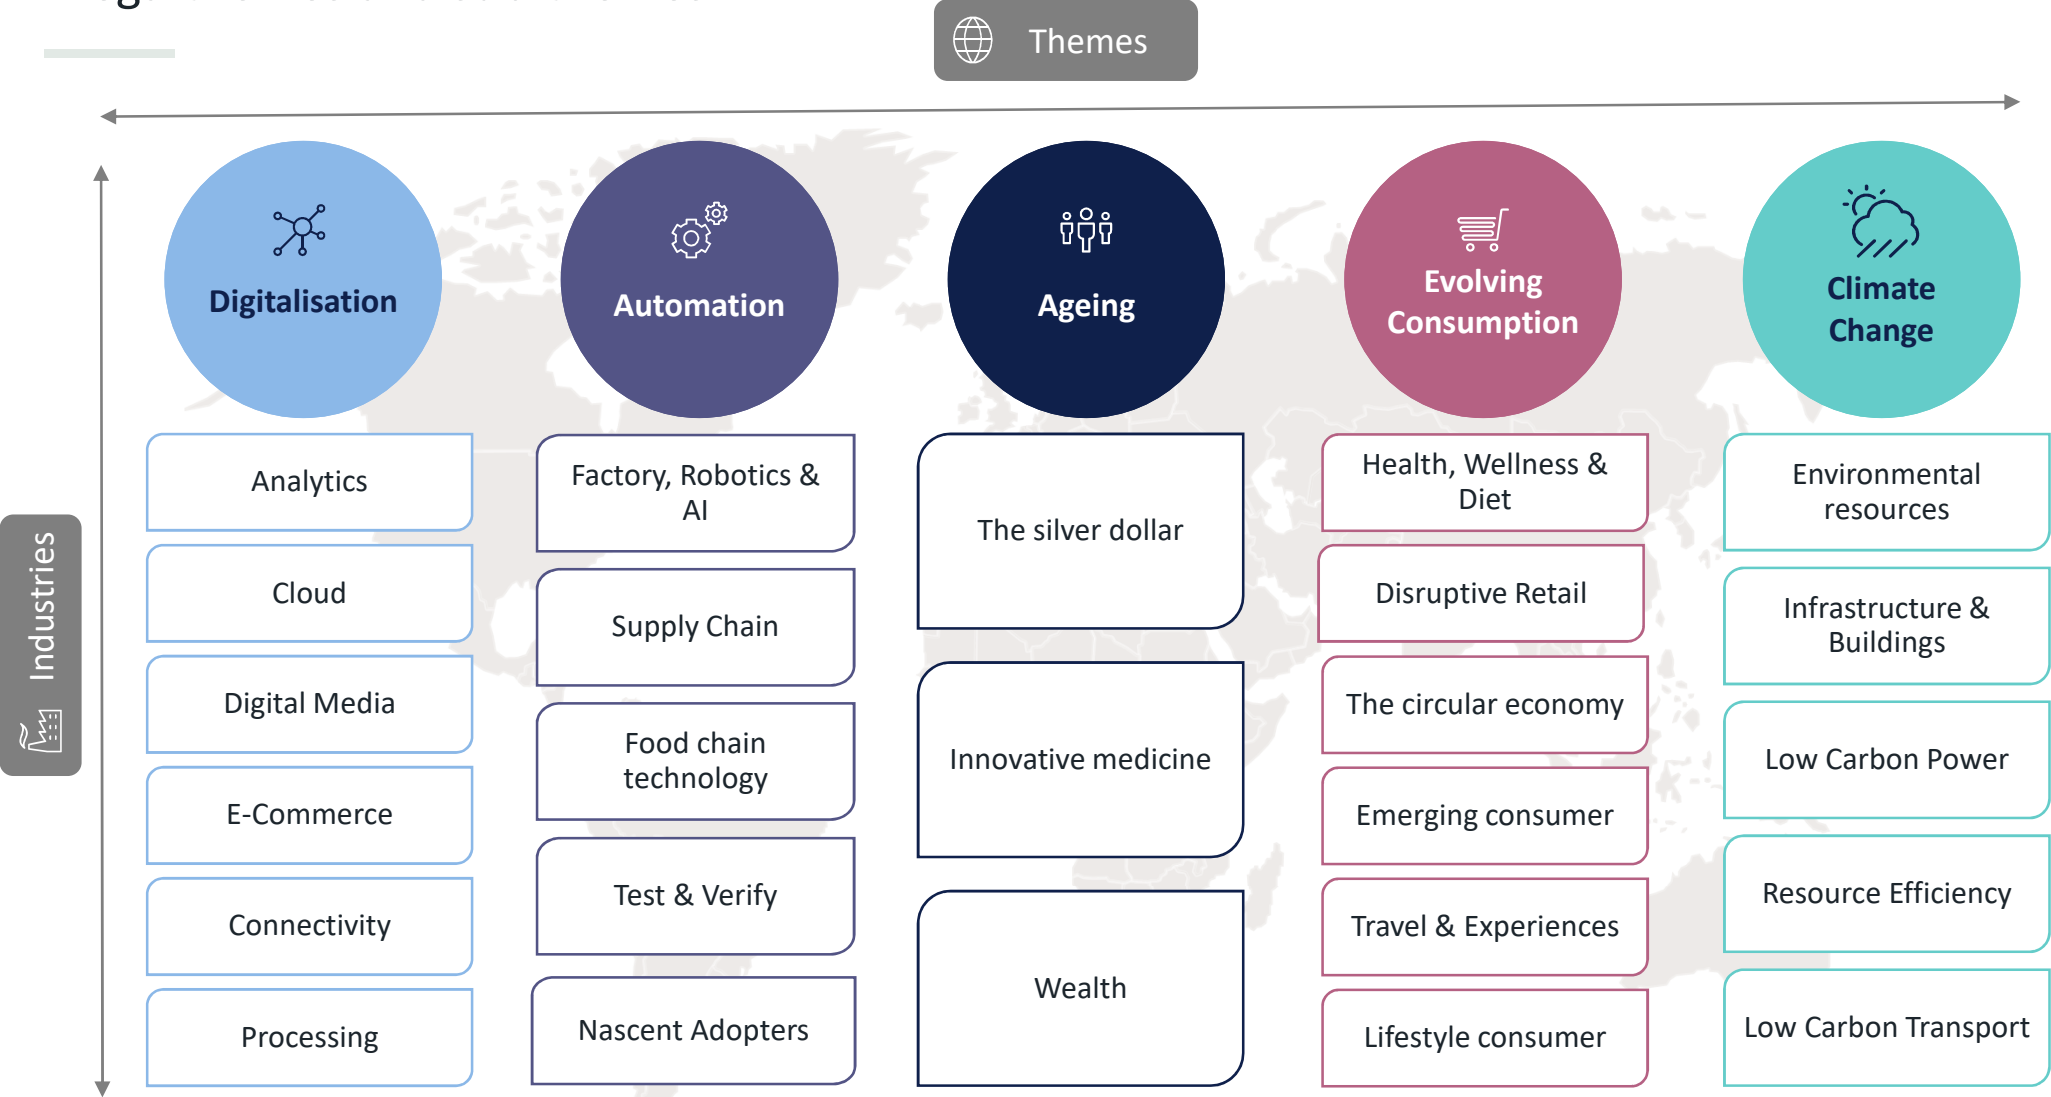 Themes
Industries
Digitalisation
Analytics
Cloud
Digital Media
E-Commerce
Connectivity
Processing
Automation
Factory, Robotics &
AI
Supply Chain
Food chain
technology
Test & Verify
Nascent Adopters
Ageing
The silver dollar
Innovative medicine
Wealth
Evolving
Consumption
Health, Wellness &
Diet
Disruptive Retail
The circular economy
Emerging consumer
Travel & Experiences
Lifestyle consumer
Climate
Change
Environmental
resources
Infrastructure &
Buildings
Low Carbon Power
Resource Efficiency
Low Carbon Transport